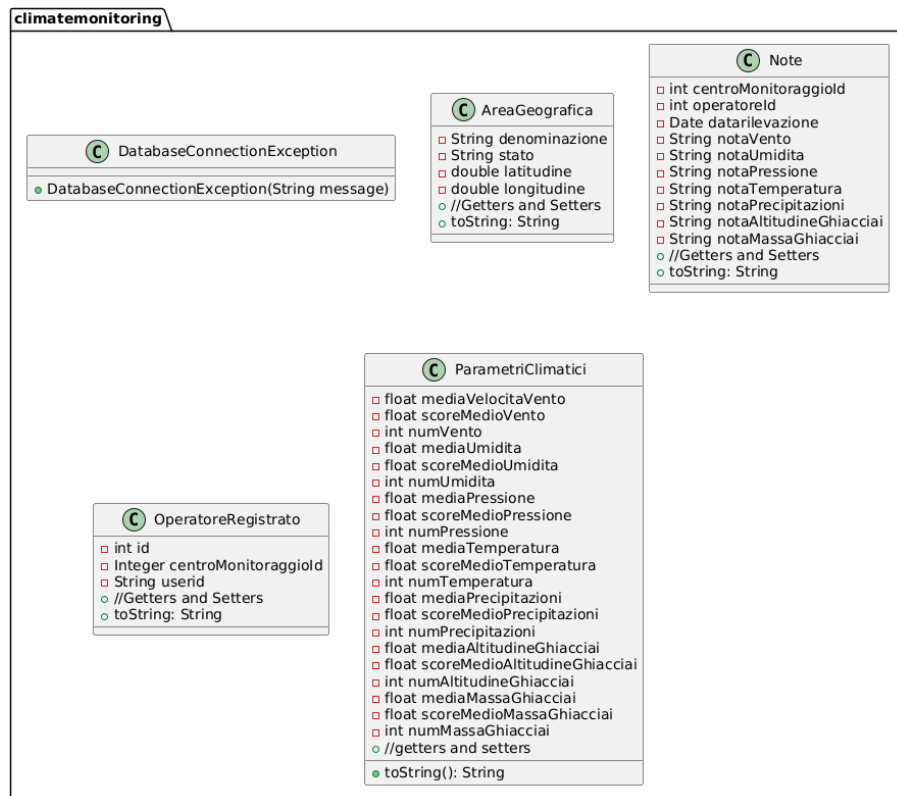 climatemonitoring
C DatabaseConnectionException
DatabaseConnectionException(String message)
C AreaGeografica
String denominazione
String stato
double latitudine
double longitudine
//Getters and Setters
toString: String
C Note
int centroMonitoraggioId
int operatoreId
Date datarilevazione
String notaVento
String notaUmidita
String notaPressione
String notaTemperatura
String notaPrecipitazioni
String notaAltitudineGhiacciai
String notaMassaGhiacciai
//Getters and Setters
toString: String
C OperatoreRegistrato
int id
Integer centroMonitoraggioId
String userid
//Getters and Setters
toString: String
C ParametriClimatici
float mediaVelocitaVento
float scoreMedioVento
int numVento
float mediaUmidita
float scoreMedioUmidita
int numUmidita
float mediaPressione
float scoreMedioPressione
int numPressione
float mediaTemperatura
float scoreMedioTemperatura
int numTemperatura
float mediaPrecipitazioni
float scoreMedioPrecipitazioni
int numPrecipitazioni
float mediaAltitudineGhiacciai
float scoreMedioAltitudineGhiacciai
int numAltitudineGhiacciai
float mediaMassaGhiacciai
float scoreMedioMassaGhiacciai
int numMassaGhiacciai
//getters and setters
toString(): String